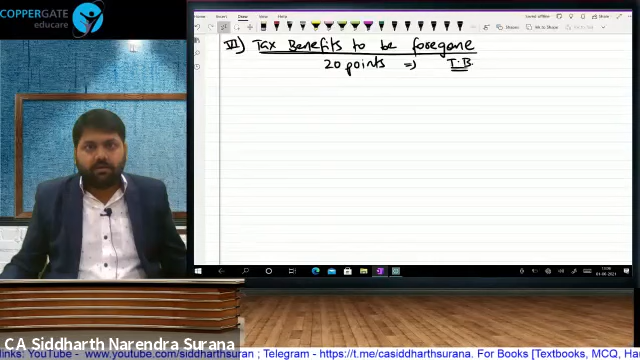 COPPERGATE
educare
VI) Tax Benefits to be foregone
20 points => T.B.
CA Siddharth Narendra Surana
links: YouTube - www.youtube.com/siddharthsuran ; Telegram - https://t.me/casiddharthsurana. For Books [Textbooks, MCQ, Ha